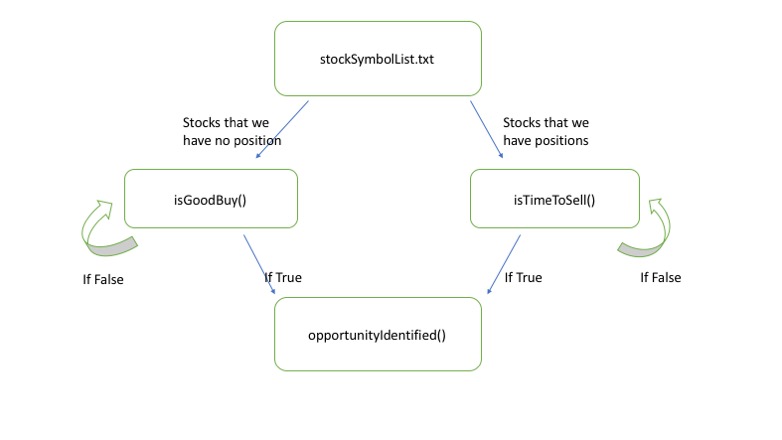 stockSymbolList.txt
Stocks that we
have no position
Stocks that we
have positions
isGoodBuy()
isTimeToSell()
If False
If True
If True
If False
opportunityIdentified()